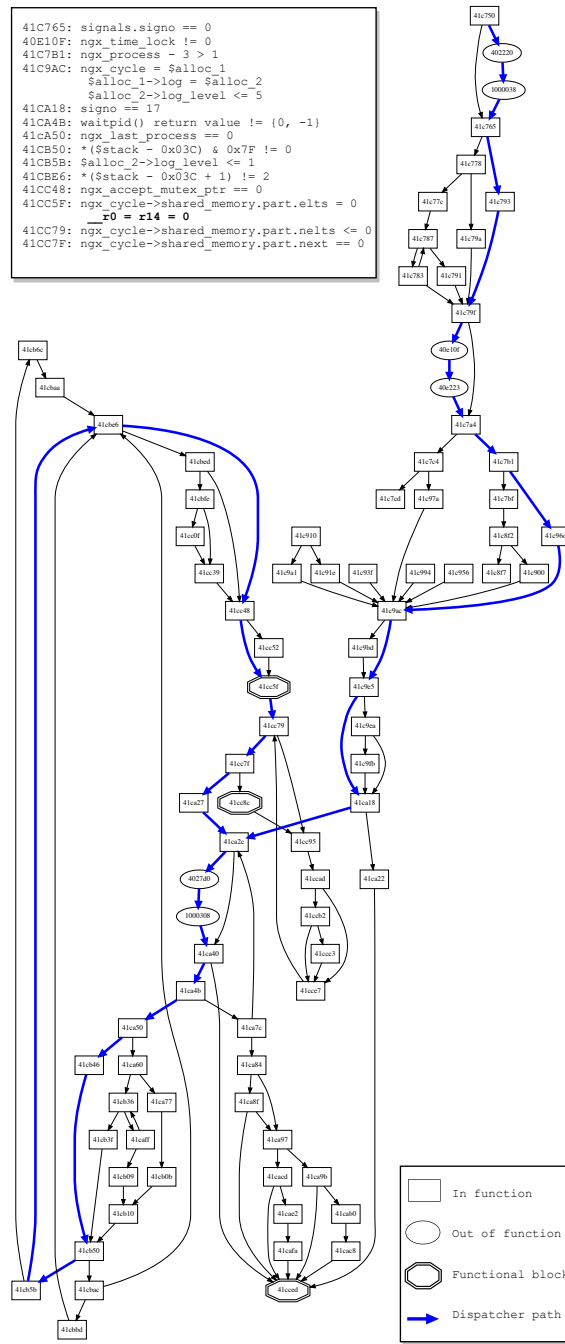 41C765: signals.signo == 0
40E10F: ngx_time_lock != 0
41C7B1: ngx_process - 3 > 1
41C9AC: ngx_cycle = $alloc_1
$alloc_1->log = $alloc_2
$alloc_2->log_level <= 5
41CA18: signo == 17
41CA4B: waitpid() return value != {0, -1}
41cA50: ngx_last_process == 0
41CB50: *($stack - 0x03C) & 0x7F != 0
41CB5B: $alloc_2->log_level <= 1
41CBE6: *($stack - 0x03C + 1) != 2
41CC48: ngx_accept_mutex_ptr == 0
41CC5F: ngx_cycle->shared_memory.part.elts = 0
__r0 = r14 = 0
41CC79: ngx_cycle->shared_memory.part.nelts <= 0
41CC7F: ngx_cycle->shared_memory.part.next == 0
41c750
402220
1000038
41c765
41c778
41c77c
41c793
41c787
41c79a
41c783
41c791
41c79f
40e10f
40e223
41c7a4
41c7c4
41c7b1
41c7cd
41c97a
41c7bf
41c910
41c8f2
41c96c
41c9a1
41c91e
41c93f
41c994
41c956
41c8f7
41c900
41c9ac
41c9bd
41c9e5
41c9ea
41c9fb
41ca18
41ca22
41cb6c
41cbaa
41cbe6
41cbed
41cbfe
41cc0f
41cc39
41cc48
41cc52
41cc5f
41cc79
41cc7f
41ca27
41cc8c
41ca2c
41cc95
4027d0
41ccad
1000308
41ccb2
41ca40
41ccc3
41ca4b
41cce7
41ca50
41ca7c
41cb46
41ca60
41ca84
41cb36
41ca77
41ca8f
41cb3f
41caff
41ca97
41cb09
41cb0b
41cacd
41ca9b
41cb10
41cae2
41cab0
41cb50
41cafa
41cac8
41cb5b
41cbac
41cced
41cbbd
In function
Out of function
Functional block
Dispatcher path